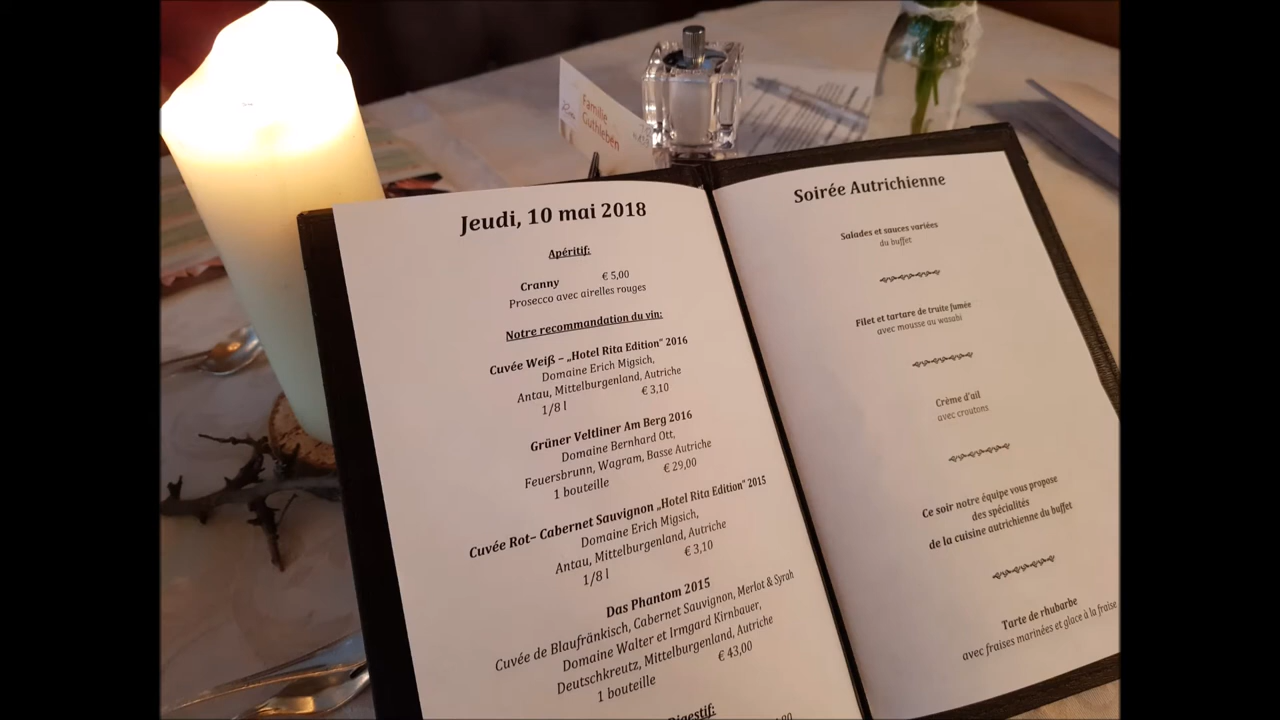 Famille
Guthleben
Jeudi, 10 mai 2018
Apéritif:
Cranny € 5,00
Prosecco avec airelles rouges
Notre recommandation du vin:
Cuvée Weiß – „Hotel Rita Edition“ 2016
Domaine Erich Migsich,
Antau, Mittelburgenland, Autriche
1/8 l € 3,10
Grüner Veltliner Am Berg 2016
Domaine Bernhard Ott,
Feuersbrunn, Wagram, Basse Autriche
1 bouteille € 29,00
Cuvée Rot– Cabernet Sauvignon „Hotel Rita Edition“ 2015
Domaine Erich Migsich,
Antau, Mittelburgenland, Autriche
1/8 l € 3,10
Das Phantom 2015
Cuvée de Blaufränkisch, Cabernet Sauvignon, Merlot & Syrah
Domaine Walter et Irmgard Kirnbauer,
Deutschkreutz, Mittelburgenland, Autriche
1 bouteille € 43,00
Digestif:
Soirée Autrichienne
Salades et sauces variées
du buffet
Filet et tartare de truite fumée
avec mousse au wasabi
Crème d'ail
avec croutons
Ce soir notre équipe vous propose
des spécialités
de la cuisine autrichienne du buffet
Tarte de rhubarbe
avec fraises marinées et glace à la fraise